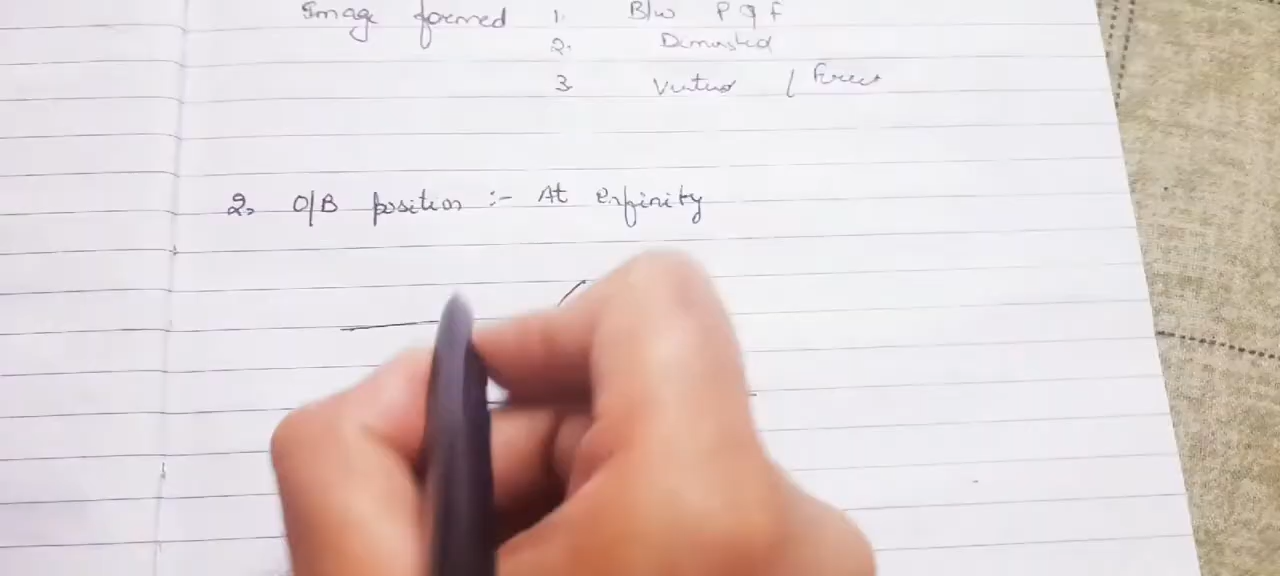 Image formed 1. B/w P & F
2. Diminished
3. Virtual / Erect
2. O/B position :- At infinity